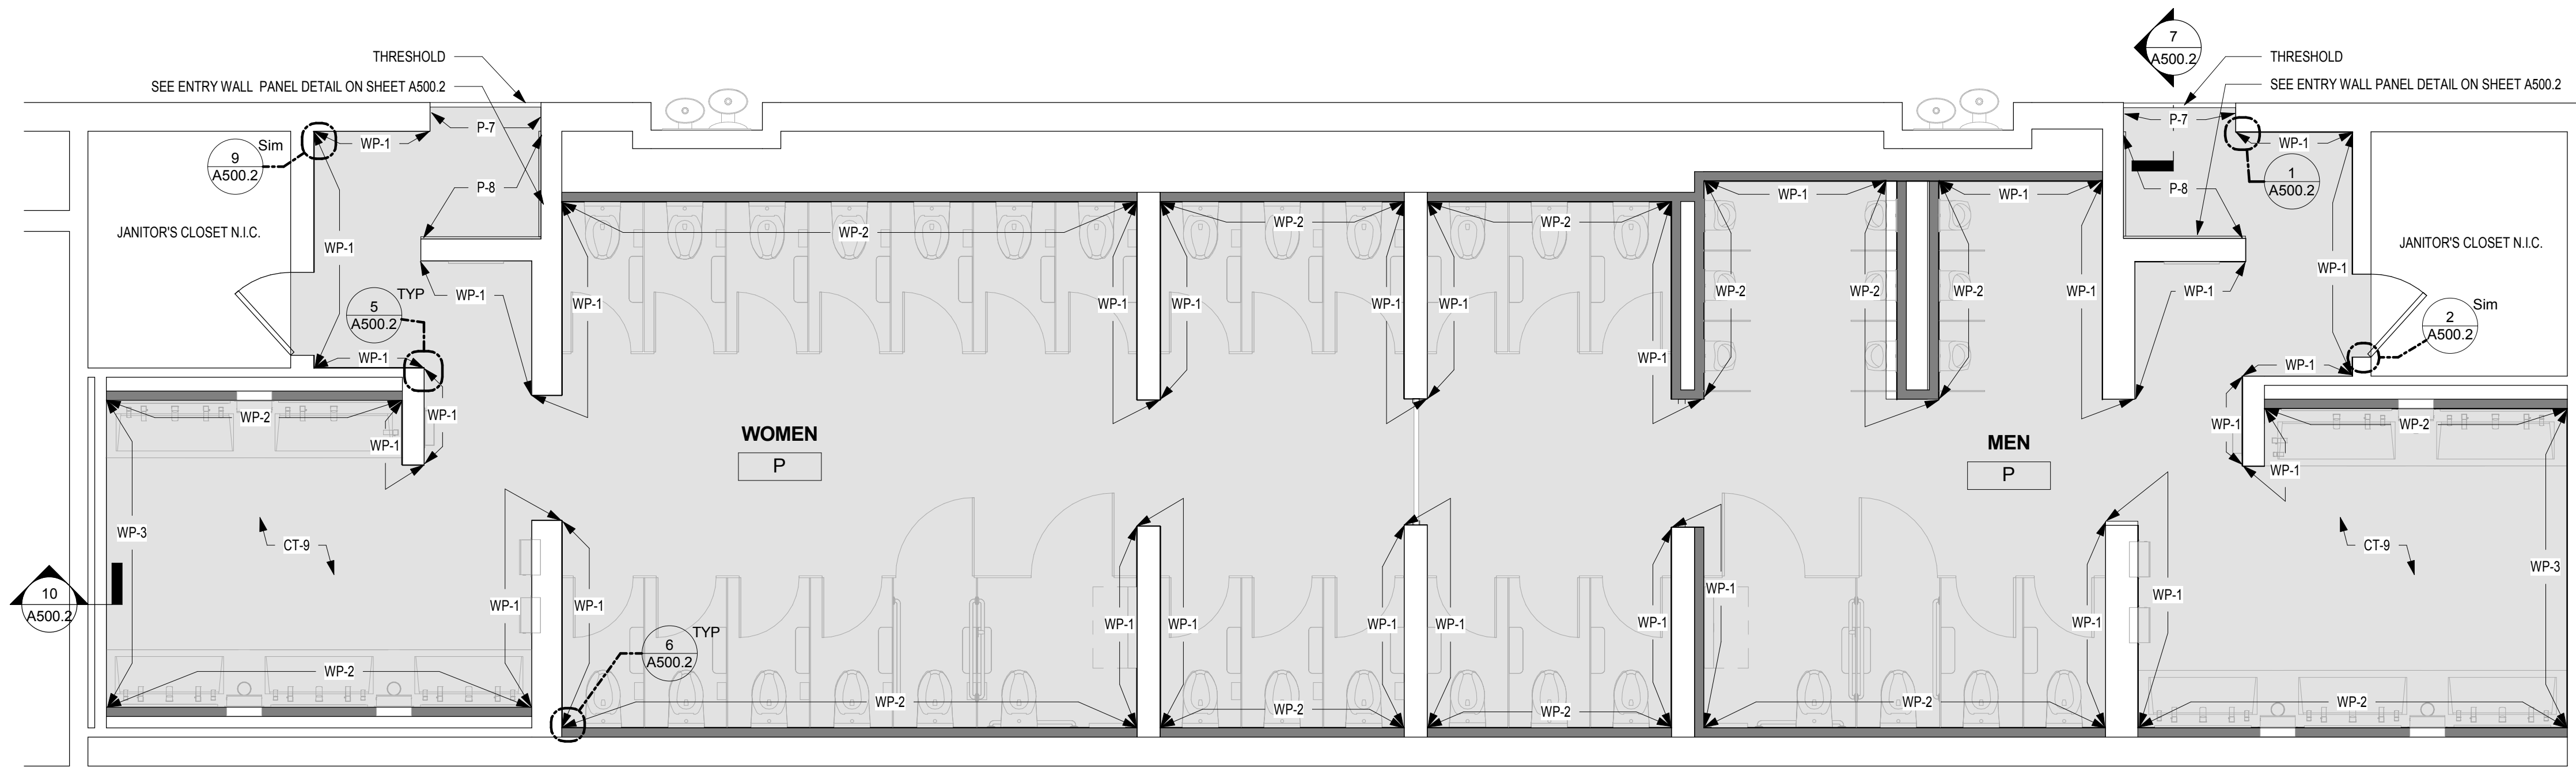 7
A500.2
THRESHOLD
THRESHOLD
SEE ENTRY WALL PANEL DETAIL ON SHEET A500.2
SEE ENTRY WALL PANEL DETAIL ON SHEET A500.2
P-7
P-7
9
A500.2
Sim
WP-1
WP-1
1
A500.2
P-8
P-8
WP-1
WP-1
JANITOR'S CLOSET N.I.C.
WP-2
WP-2
WP-2
JANITOR'S CLOSET N.I.C.
WP-1
WP-1
5
A500.2
TYP
WP-1
WP-1
WP-1
WP-1
WP-1
WP-1
WP-2
WP-2
WP-2
WP-1
WP-1
2
A500.2
Sim
WP-1
WP-1
WP-1
WP-2
WP-1
WP-1
WOMEN
P
MEN
P
WP-1
WP-2
WP-1
WP-3
CT-9
CT-9
WP-3
10
A500.2
WP-1
WP-1
WP-1
WP-1
WP-1
WP-1
WP-1
WP-1
WP-1
WP-1
6
A500.2
TYP
WP-2
WP-2
WP-2
WP-2
WP-2
WP-2